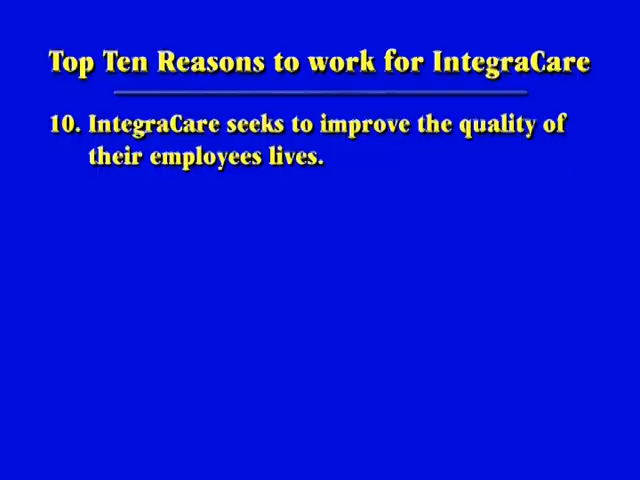 Top Ten Reasons to work for IntegraCare
10. IntegraCare seeks to improve the quality of
their employees lives.